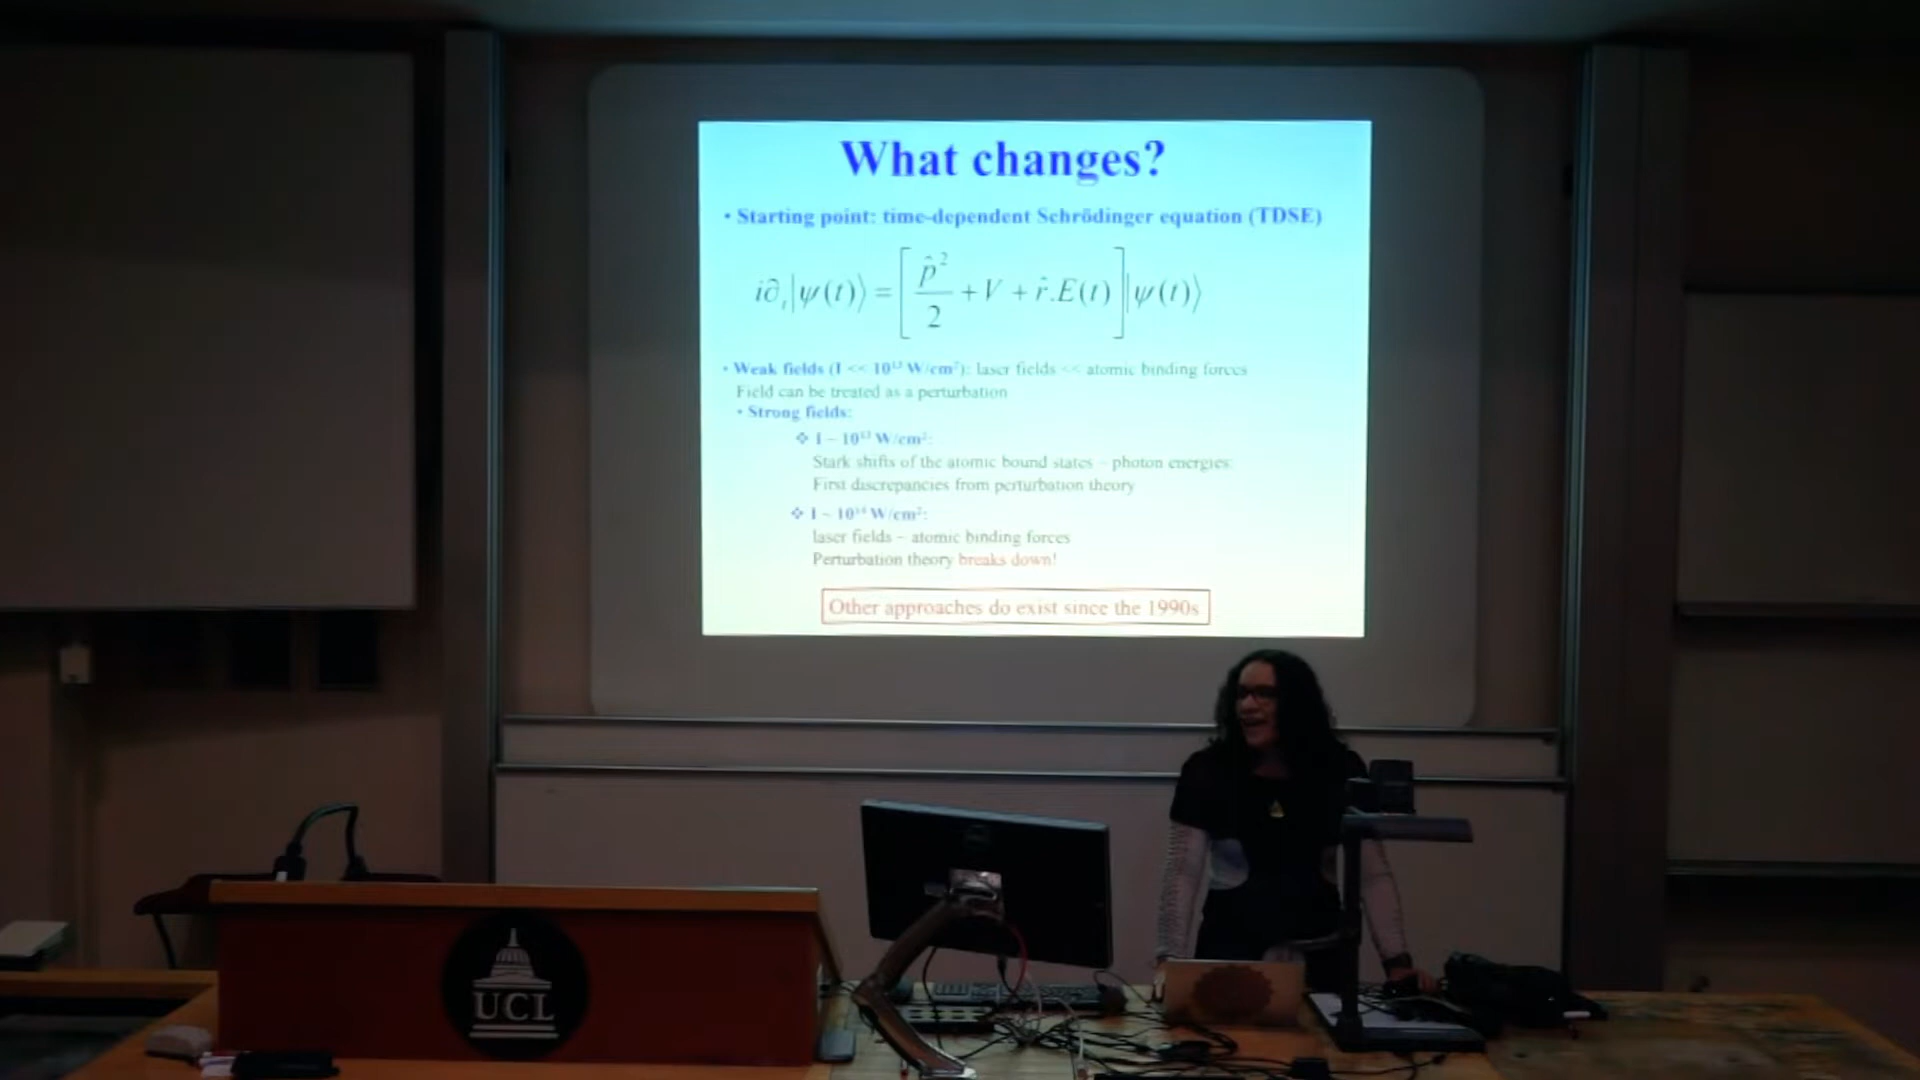 What changes?
• Starting point: time-dependent Schrödinger equation (TDSE)
i∂ₜ|ψ(t)⟩ = [p̂²/2 + V + r̂.E(t)]|ψ(t)⟩
• Weak fields (I << 10¹³ W/cm²): laser fields << atomic binding forces
Field can be treated as a perturbation
• Strong fields:
❖ I ~ 10¹³ W/cm²:
Stark shifts of the atomic bound states ~ photon energies:
First discrepancies from perturbation theory
❖ I ~ 10¹⁴ W/cm²:
laser fields ~ atomic binding forces
Perturbation theory breaks down!
Other approaches do exist since the 1990s
UCL